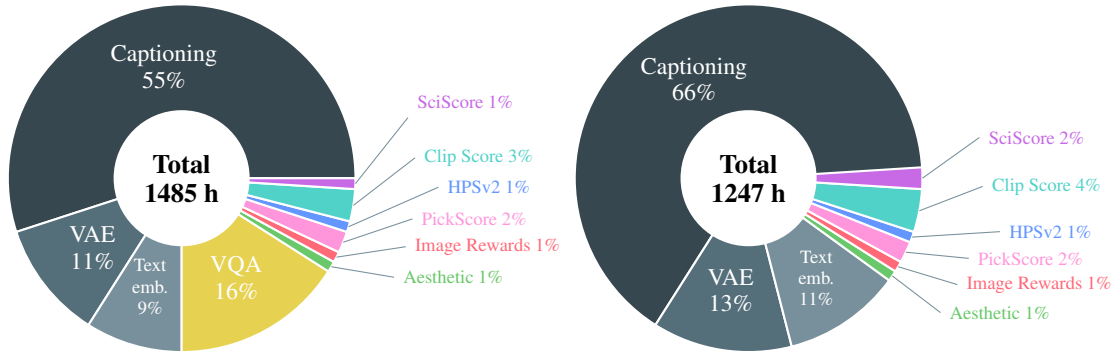 Captioning
55%
SciScore 1%
Clip Score 3%
HPSv2 1%
PickScore 2%
Image Rewards 1%
Aesthetic 1%
VQA
16%
Text
emb.
9%
VAE
11%
Total
1485 h
Captioning
66%
SciScore 2%
Clip Score 4%
HPSv2 1%
PickScore 2%
Image Rewards 1%
Aesthetic 1%
Text
emb.
11%
VAE
13%
Total
1247 h